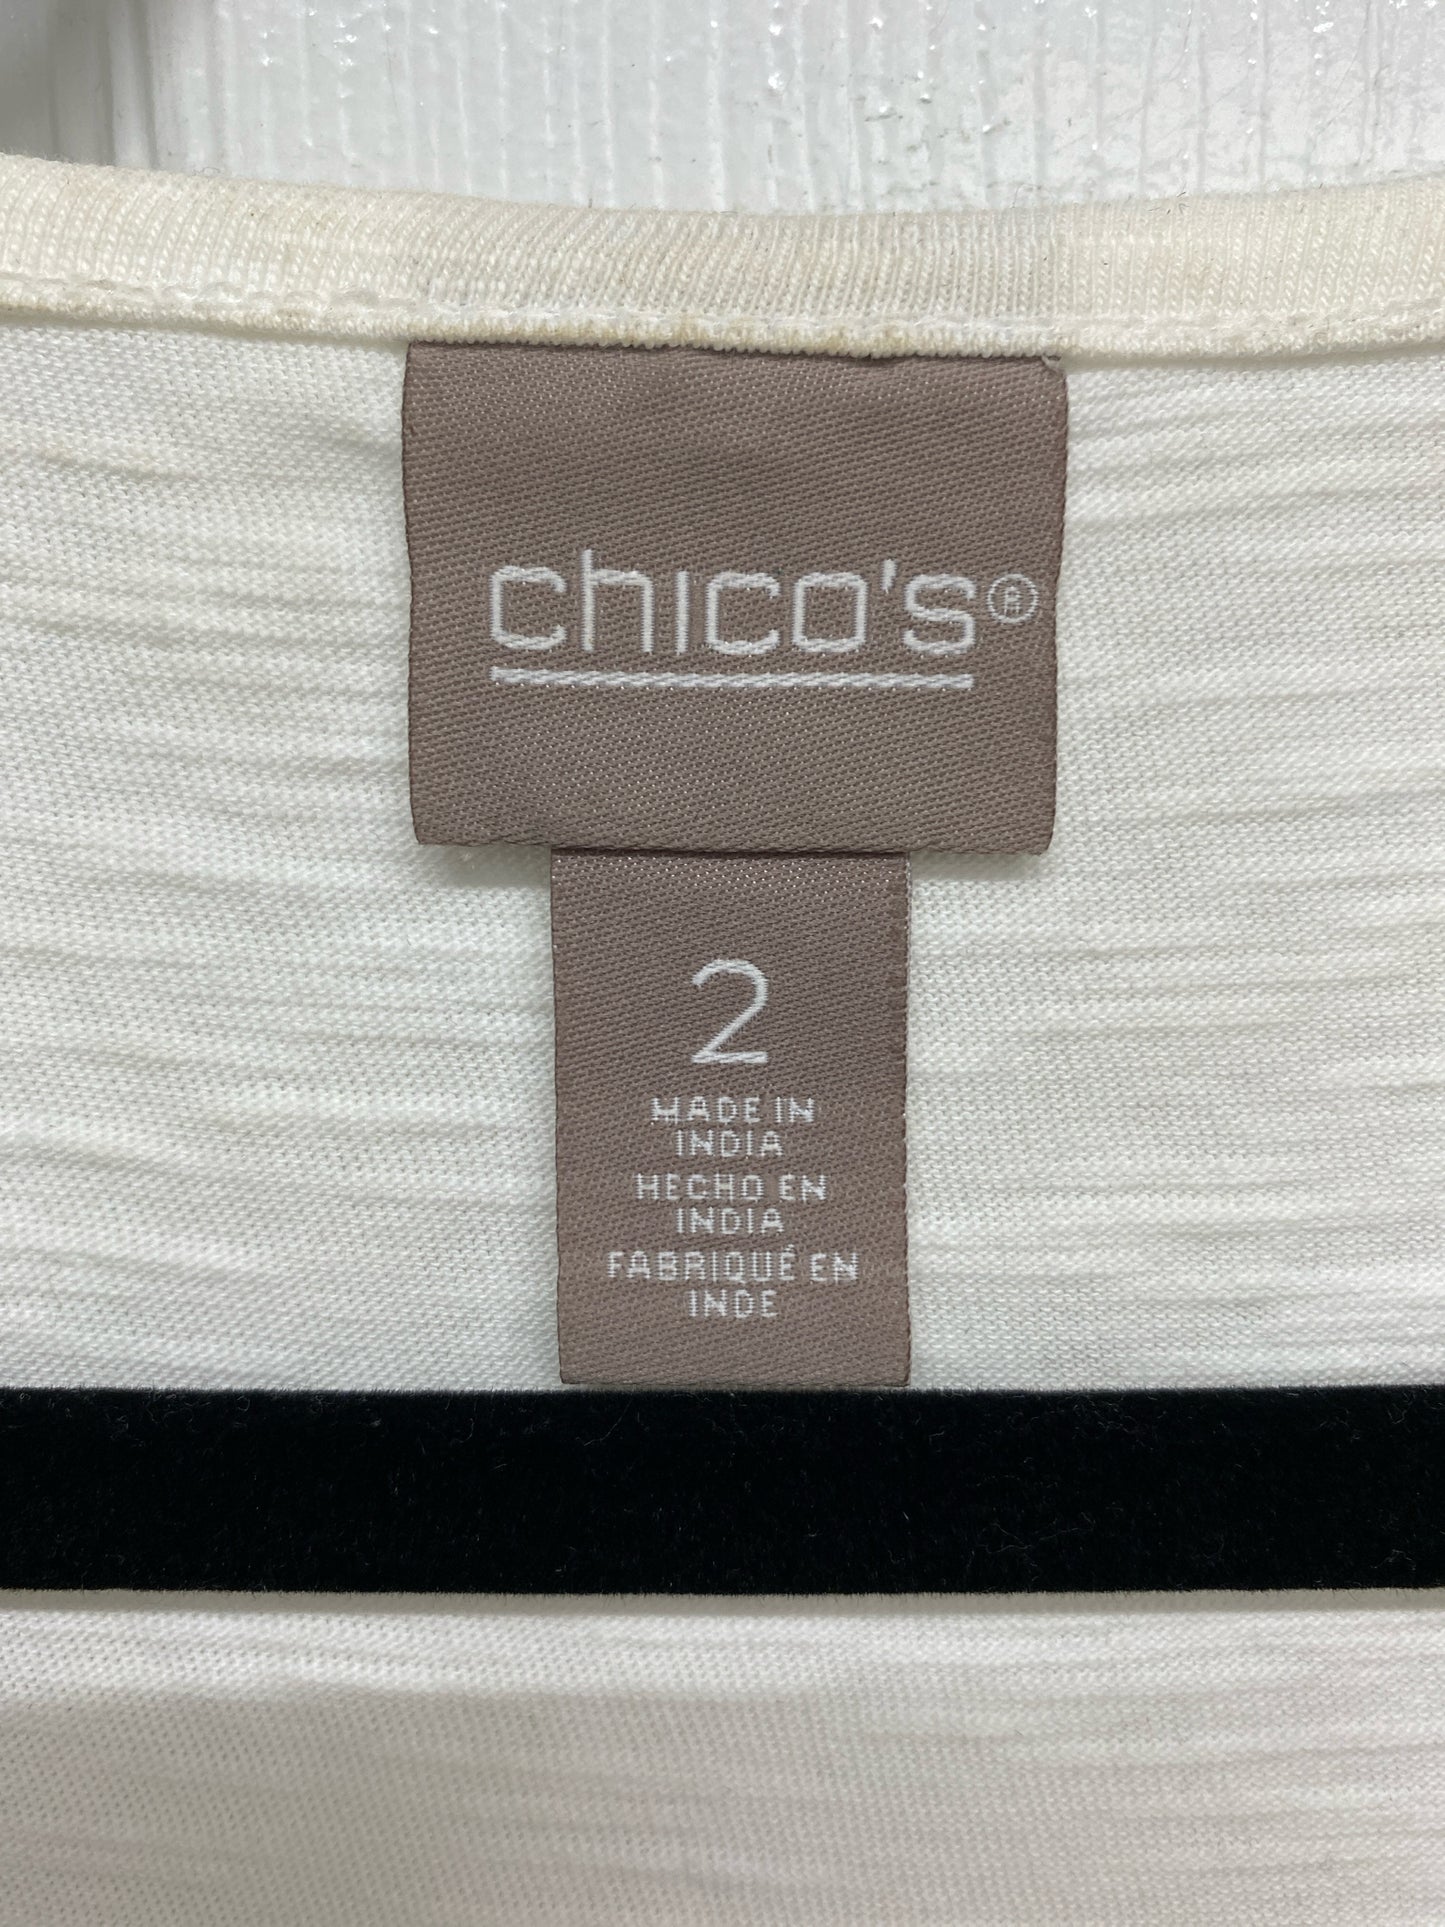 chico's®
2
MADE IN
INDIA
HECHO EN
INDIA
FABRIQUÉ EN
INDE